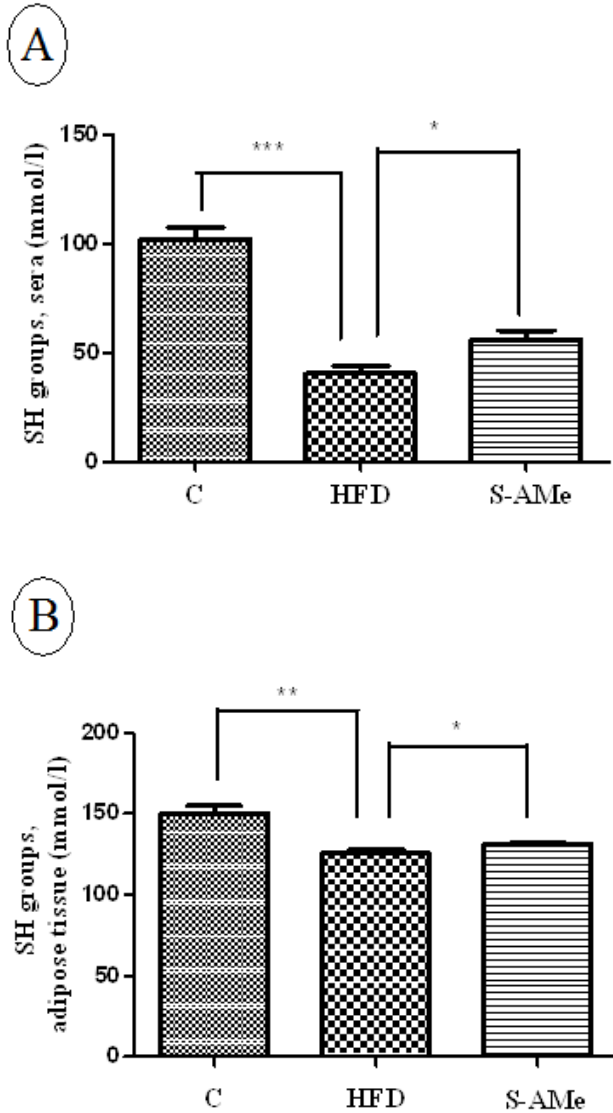 A
SH groups, sera (mmol/l)
150
100
50
0
***
*
C HFD S-AMe
B
SH groups,
adipose tissue (mmol/l)
200
150
100
50
0
**
*
C HFD S-AMe